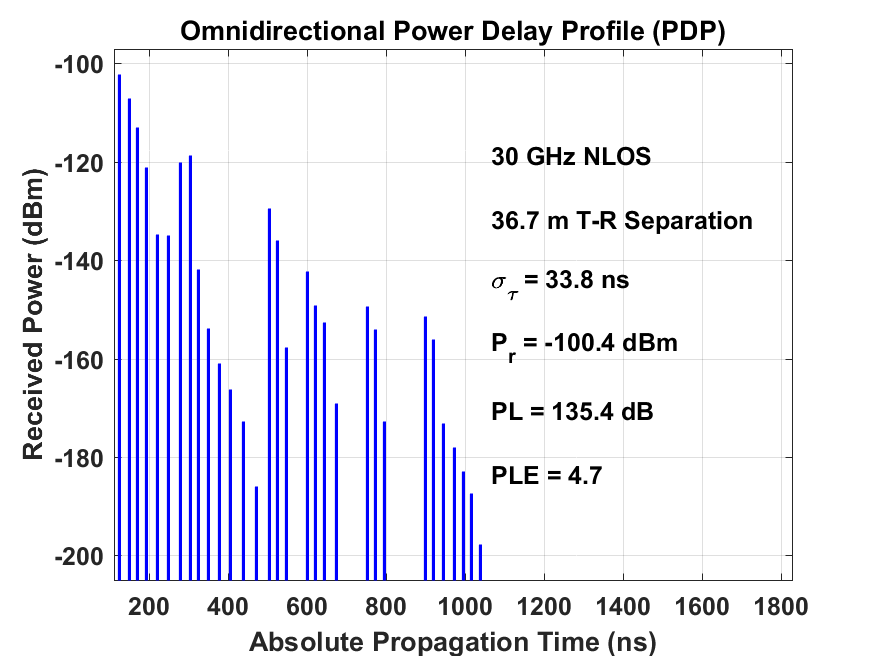 Omnidirectional Power Delay Profile (PDP)
-100
-120
-140
-160
-180
-200
Received Power (dBm)
30 GHz NLOS
36.7 m T-R Separation
σ_τ = 33.8 ns
P_r = -100.4 dBm
PL = 135.4 dB
PLE = 4.7
200 400 600 800 1000 1200 1400 1600 1800
Absolute Propagation Time (ns)